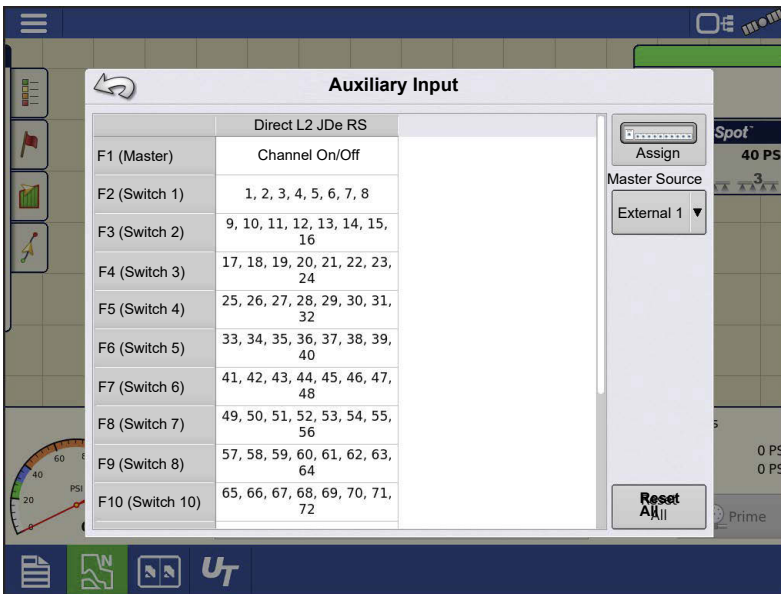 Auxiliary Input
Direct L2 JDe RS
F1 (Master)
Channel On/Off
F2 (Switch 1)
1, 2, 3, 4, 5, 6, 7, 8
F3 (Switch 2)
9, 10, 11, 12, 13, 14, 15,
16
F4 (Switch 3)
17, 18, 19, 20, 21, 22, 23,
24
F5 (Switch 4)
25, 26, 27, 28, 29, 30, 31,
32
F6 (Switch 5)
33, 34, 35, 36, 37, 38, 39,
40
F7 (Switch 6)
41, 42, 43, 44, 45, 46, 47,
48
F8 (Switch 7)
49, 50, 51, 52, 53, 54, 55,
56
F9 (Switch 8)
57, 58, 59, 60, 61, 62, 63,
64
F10 (Switch 10)
65, 66, 67, 68, 69, 70, 71,
72
Assign
Master Source
External 1
Reset
All
Spot
40 PS
3
0 PS
0 PS
Prime
60
40
20
0
PSI
N
UT